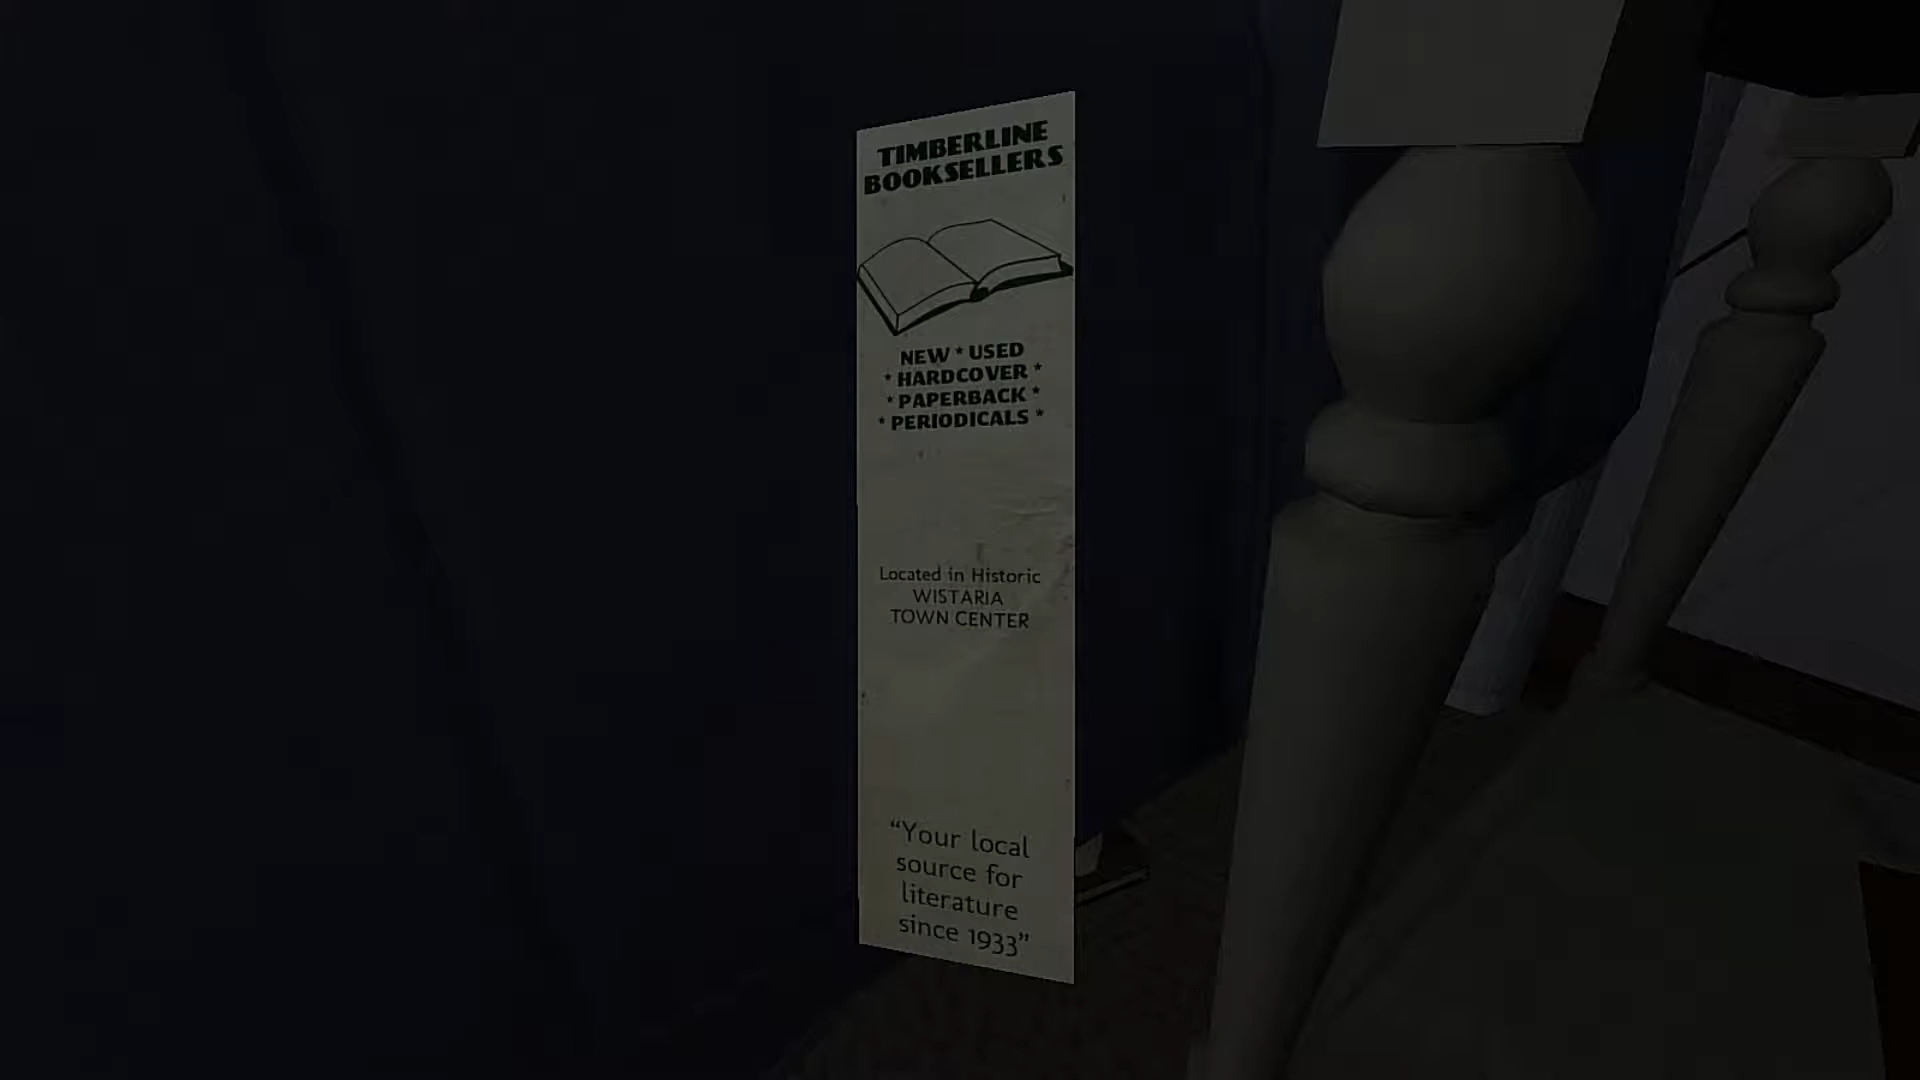 TIMBERLINE
BOOKSELLERS
NEW * USED
* HARDCOVER *
* PAPERBACK *
* PERIODICALS *
Located in Historic
WISTARIA
TOWN CENTER
“Your local
source for
literature
since 1933”